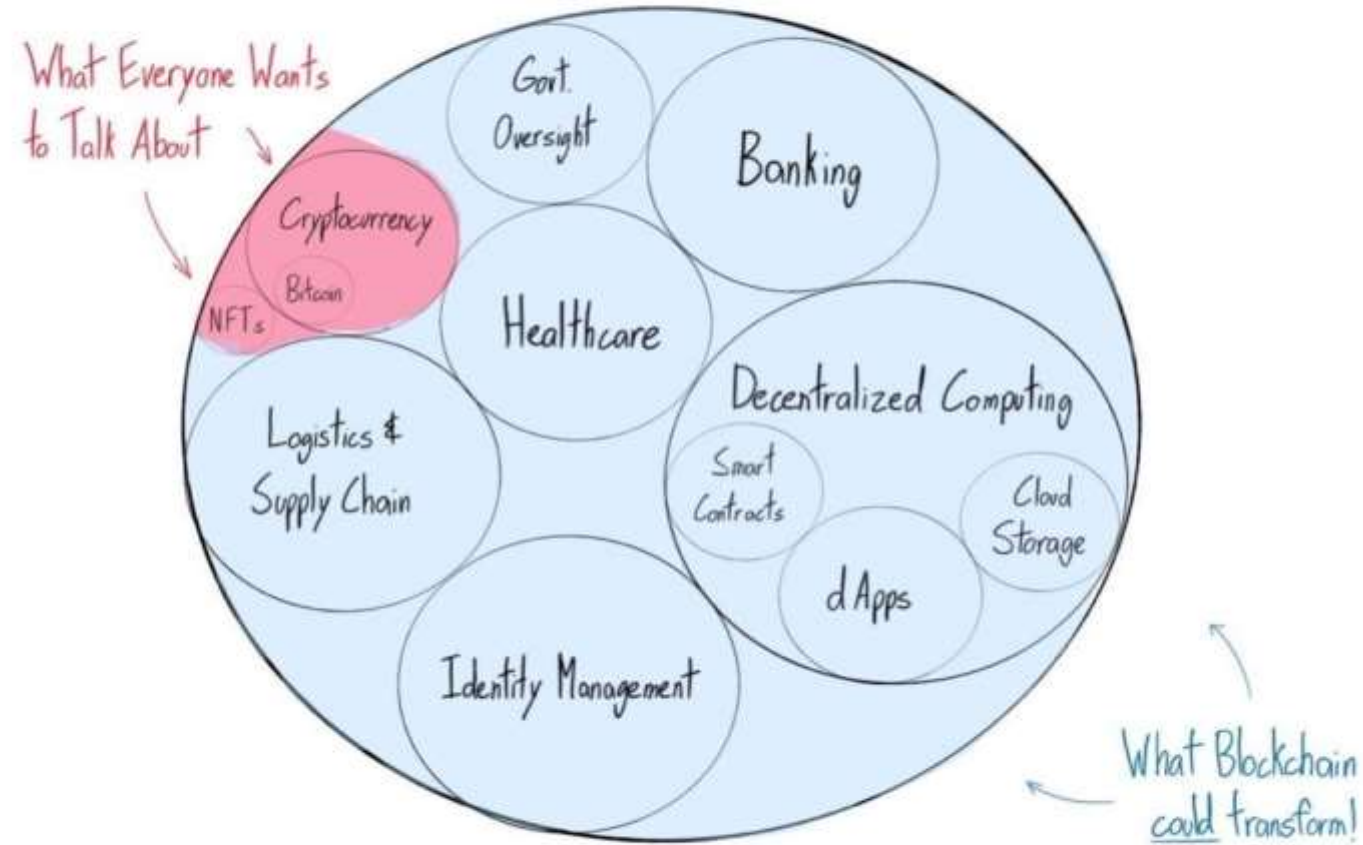 What Everyone Wants
to Talk About
Govt.
Oversight
Banking
Cryptocurrency
Bitcoin
NFTs
Healthcare
Logistics &
Supply Chain
Decentralized Computing
Smart
Contracts
Cloud
Storage
dApps
Identity Management
What Blockchain
could transform!